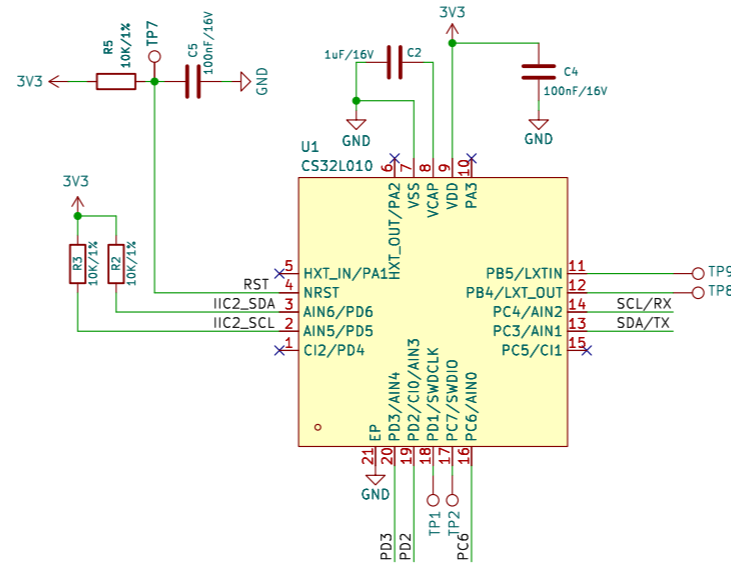 R5
10K/1%
TP7
C5
100nF/16V
3V3
GND
1uF/16V
C2
GND
3V3
C4
100nF/16V
GND
U1
CS32L010
6
7
8
9
10
HXT_OUT/PA2
VSS
VCAP
VDD
PA3
3V3
R3
10K/1%
R2
10K/1%
5
HXT_IN/PA1
RST
4
NRST
IIC2_SDA
3
AIN6/PD6
IIC2_SCL
2
AIN5/PD5
1
CI2/PD4
PB5/LXTIN
11
TP9
PB4/LXT_OUT
12
TP8
PC4/AIN2
14
SCL/RX
PC3/AIN1
13
SDA/TX
PC5/CI1
15
EP
PD3/AIN4
PD2/CI0/AIN3
PD1/SWDCLK
PC7/SWDIO
PC6/AIN0
21
20
19
18
17
16
GND
TP1
TP2
PD3
PD2
PC6